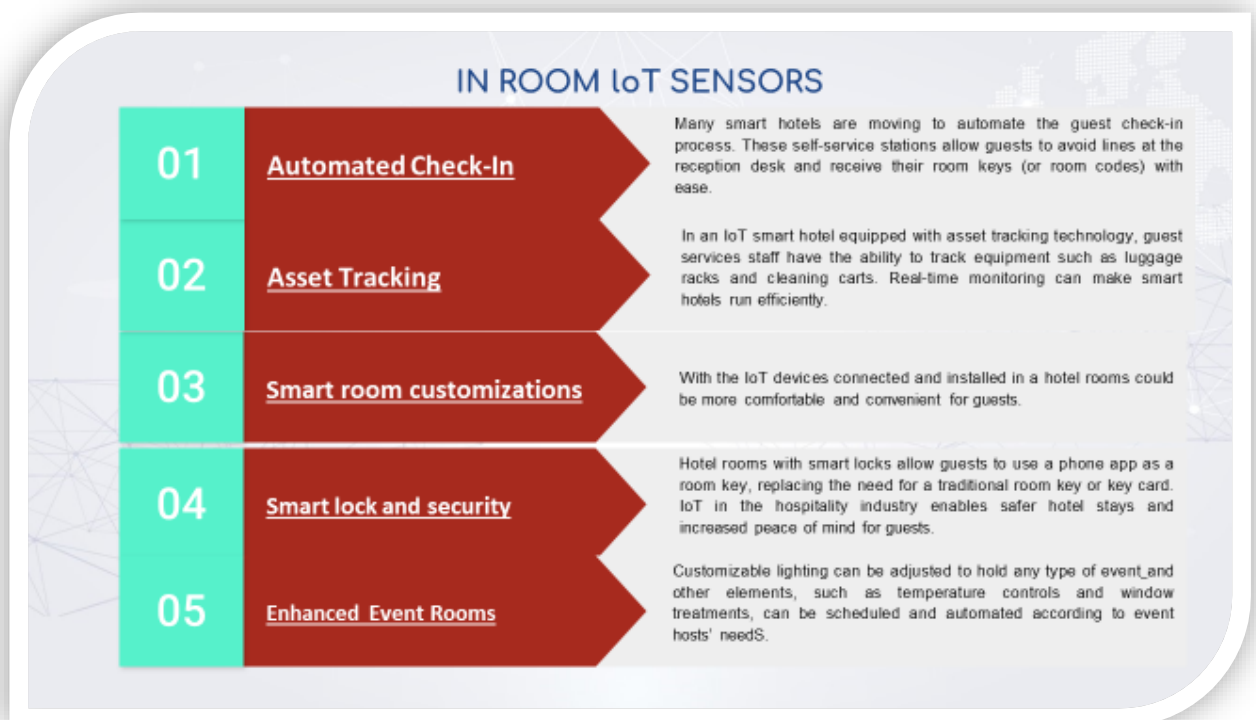 IN ROOM loT SENSORS
01
Automated Check-In
Many smart hotels are moving to automate the guest check-in
process. These self-service stations allow guests to avoid lines at the
reception desk and receive their room keys (or room codes) with
ease.
02
Asset Tracking
In an IoT smart hotel equipped with asset tracking technology, guest
services staff have the ability to track equipment such as luggage
racks and cleaning carts. Real-time monitoring can make smart
hotels run efficiently.
03
Smart room customizations
With the IoT devices connected and installed in a hotel rooms could
be more comfortable and convenient for guests.
04
Smart lock and security
Hotel rooms with smart locks allow guests to use a phone app as a
room key, replacing the need for a traditional room key or key card.
IoT in the hospitality industry enables safer hotel stays and
increased peace of mind for guests.
05
Enhanced Event Rooms
Customizable lighting can be adjusted to hold any type of event and
other elements, such as temperature controls and window
treatments, can be scheduled and automated according to event
hosts' needS.